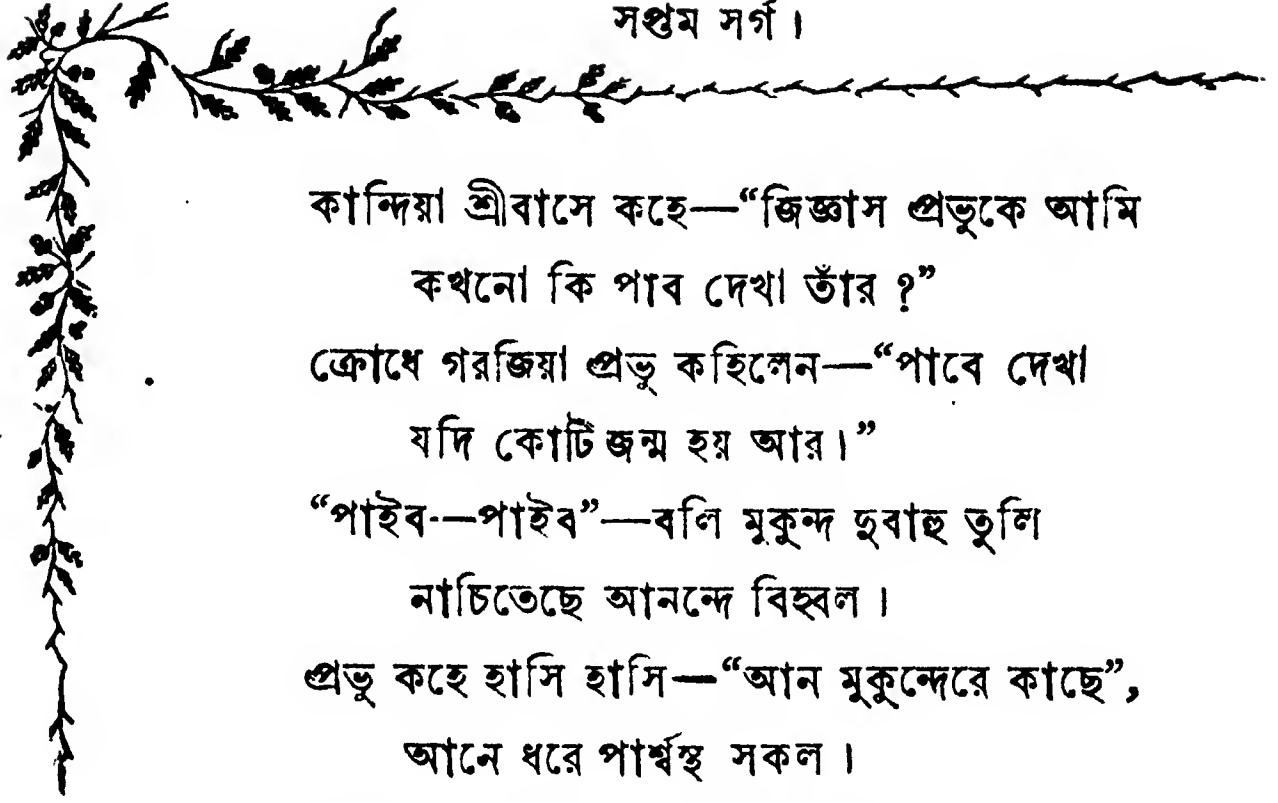 সপ্তম সর্গ।
কান্দিয়া শ্রীবাসে কহে—“জিজ্ঞাস প্রভুকে আমি
কখনো কি পাব দেখা তাঁর ?”
ক্রোধে গরজিয়া প্রভু কহিলেন—“পাবে দেখা
যদি কোটি জন্ম হয় আর।”
“পাইব—পাইব”—বলি মুকুন্দ দুবাহু তুলি
নাচিতেছে আনন্দে বিহ্বল।
প্রভু কহে হাসি হাসি—“আন মুকুন্দেরে কাছে”,
আনে ধরে পার্শ্বস্থ সকল।